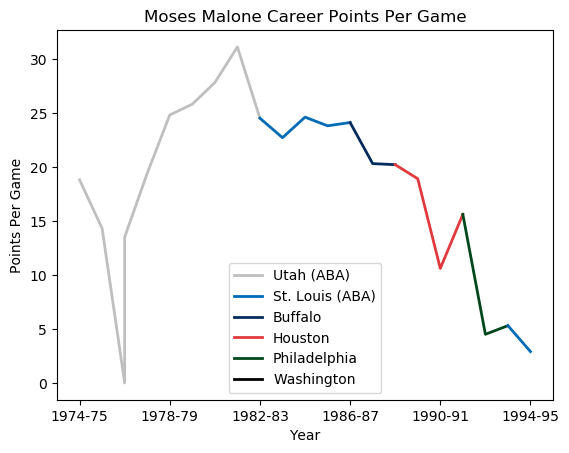 Moses Malone Career Points Per Game
30
25
20
15
10
5
0
Points Per Game
Utah (ABA)
St. Louis (ABA)
Buffalo
Houston
Philadelphia
Washington
1974-75 1978-79 1982-83 1986-87 1990-91 1994-95
Year